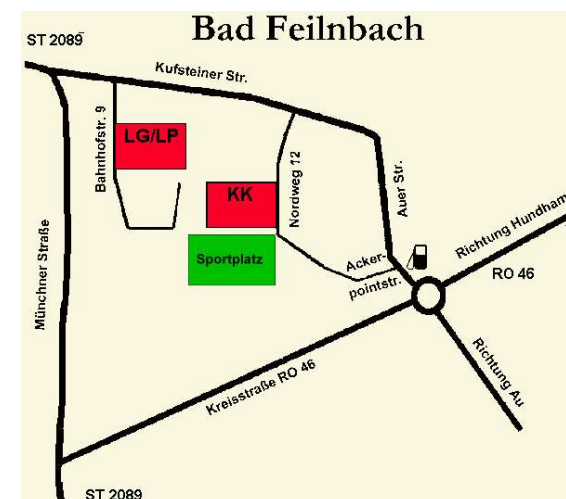 Bad Feilnbach
ST 2089
Kufsteiner Str.
Bahnhofstr. 9
LG/LP
KK
Nordweg 12
Auer Str.
Sportplatz
Acker-
pointstr.
Richtung Hundham
RO 46
Münchner Straße
Kreisstraße RO 46
Richtung Au
ST 2089